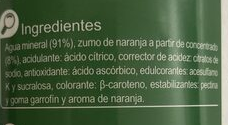 Ingredientes
Agua mineral (91%), zumo de naranja a partir de concentrado
(8%), acidulante: ácido cítrico, corrector de acidez: citratos de
sodio, antioxidante: ácido ascórbico, edulcorantes: acesulfamo
K y sucralosa, colorante: β-caroteno, estabilizantes: pectinas
y goma garrofín y aroma de naranja.